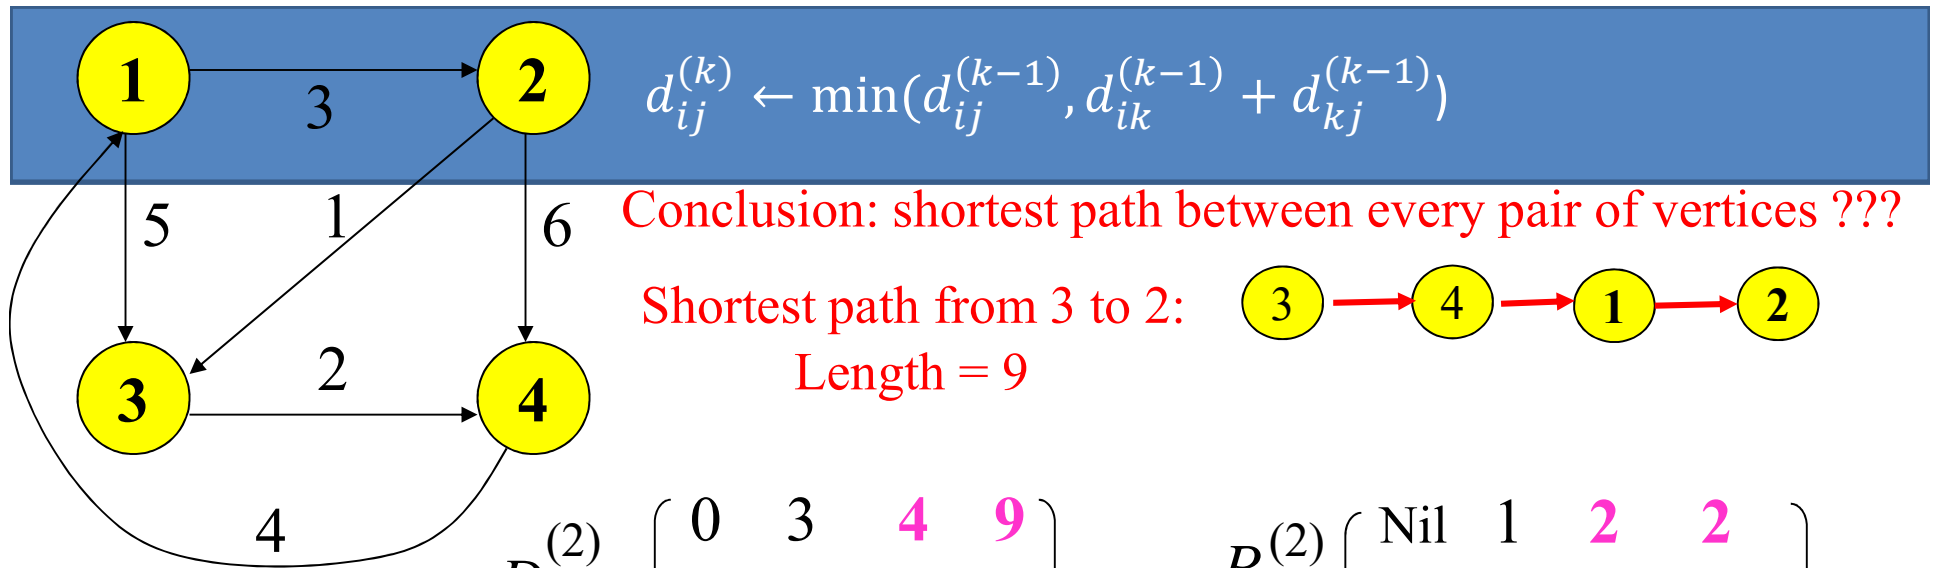 1 2
3
d_{ij}^{(k)} ← min(d_{ij}^{(k−1)}, d_{ik}^{(k−1)} + d_{kj}^{(k−1)})
5 1 6
Conclusion: shortest path between every pair of vertices ???
Shortest path from 3 to 2:
3 4 1 2
Length = 9
2
3 4
4
(2) 0 3 4 9
(2) Nil 1 2 2